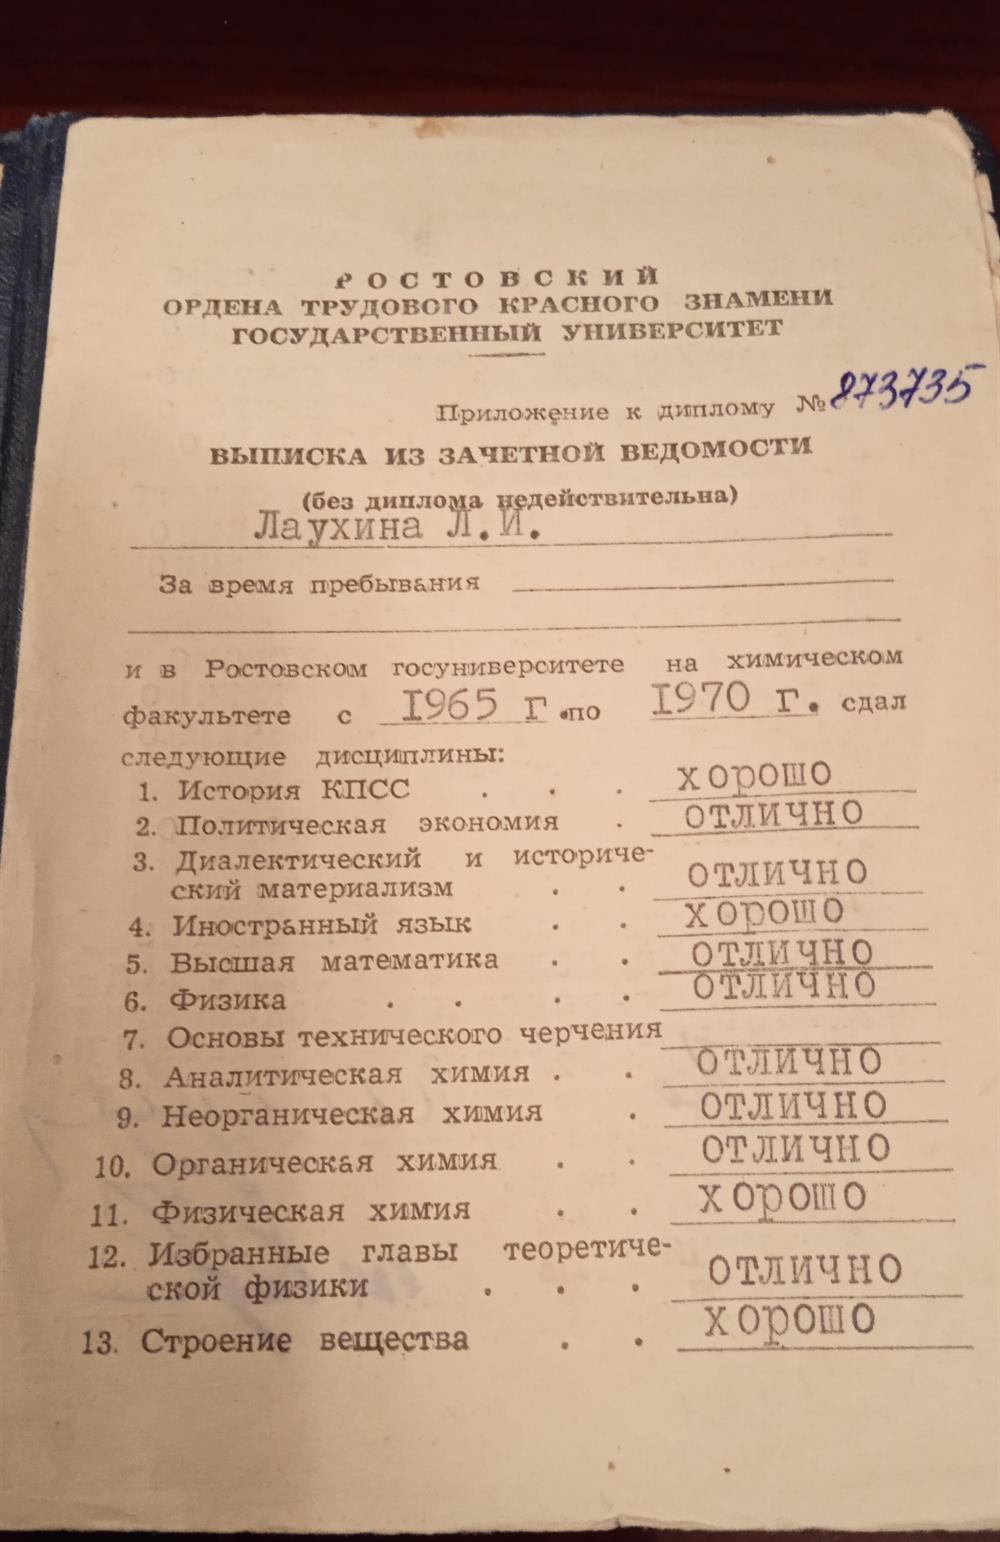 РОСТОВСКИЙ
ОРДЕНА ТРУДОВОГО КРАСНОГО ЗНАМЕНИ
ГОСУДАРСТВЕННЫЙ УНИВЕРСИТЕТ
Приложение к диплому № 873735
ВЫПИСКА ИЗ ЗАЧЕТНОЙ ВЕДОМОСТИ
(без диплома недействительна)
Лаухина Л.И.
За время пребывания
и в Ростовском госуниверситете на химическом
факультете с 1965 г. по 1970 г. сдал
следующие дисциплины:
1. История КПСС . . . хорошо
2. Политическая экономия . отлично
3. Диалектический и историче-
ский материализм . . отлично
4. Иностранный язык . . хорошо
5. Высшая математика . . отлично
6. Физика . . . . отлично
7. Основы технического черчения
8. Аналитическая химия . . отлично
9. Неорганическая химия . отлично
10. Органическая химия . . отлично
11. Физическая химия . . хорошо
12. Избранные главы теоретиче-
ской физики . . . отлично
13. Строение вещества . . хорошо